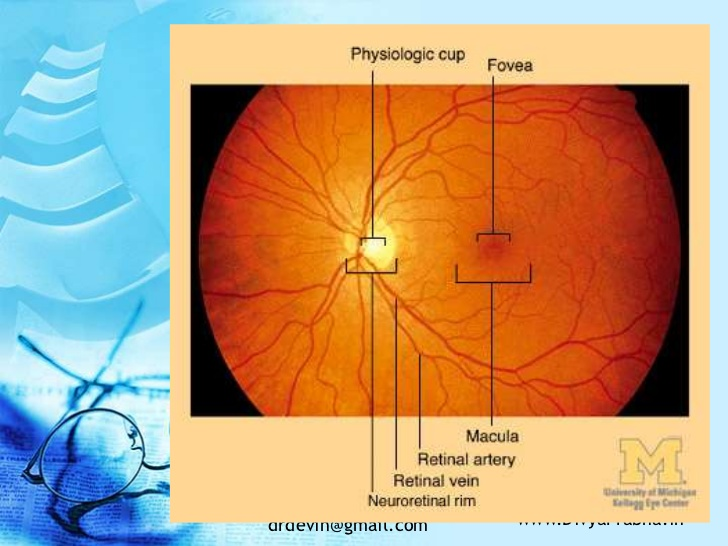 Physiologic cup
Fovea
Macula
Retinal artery
Retinal vein
Neuroretinal rim
M
University of Michigan
Kellogg Eye Center
drdevin@gmail.com